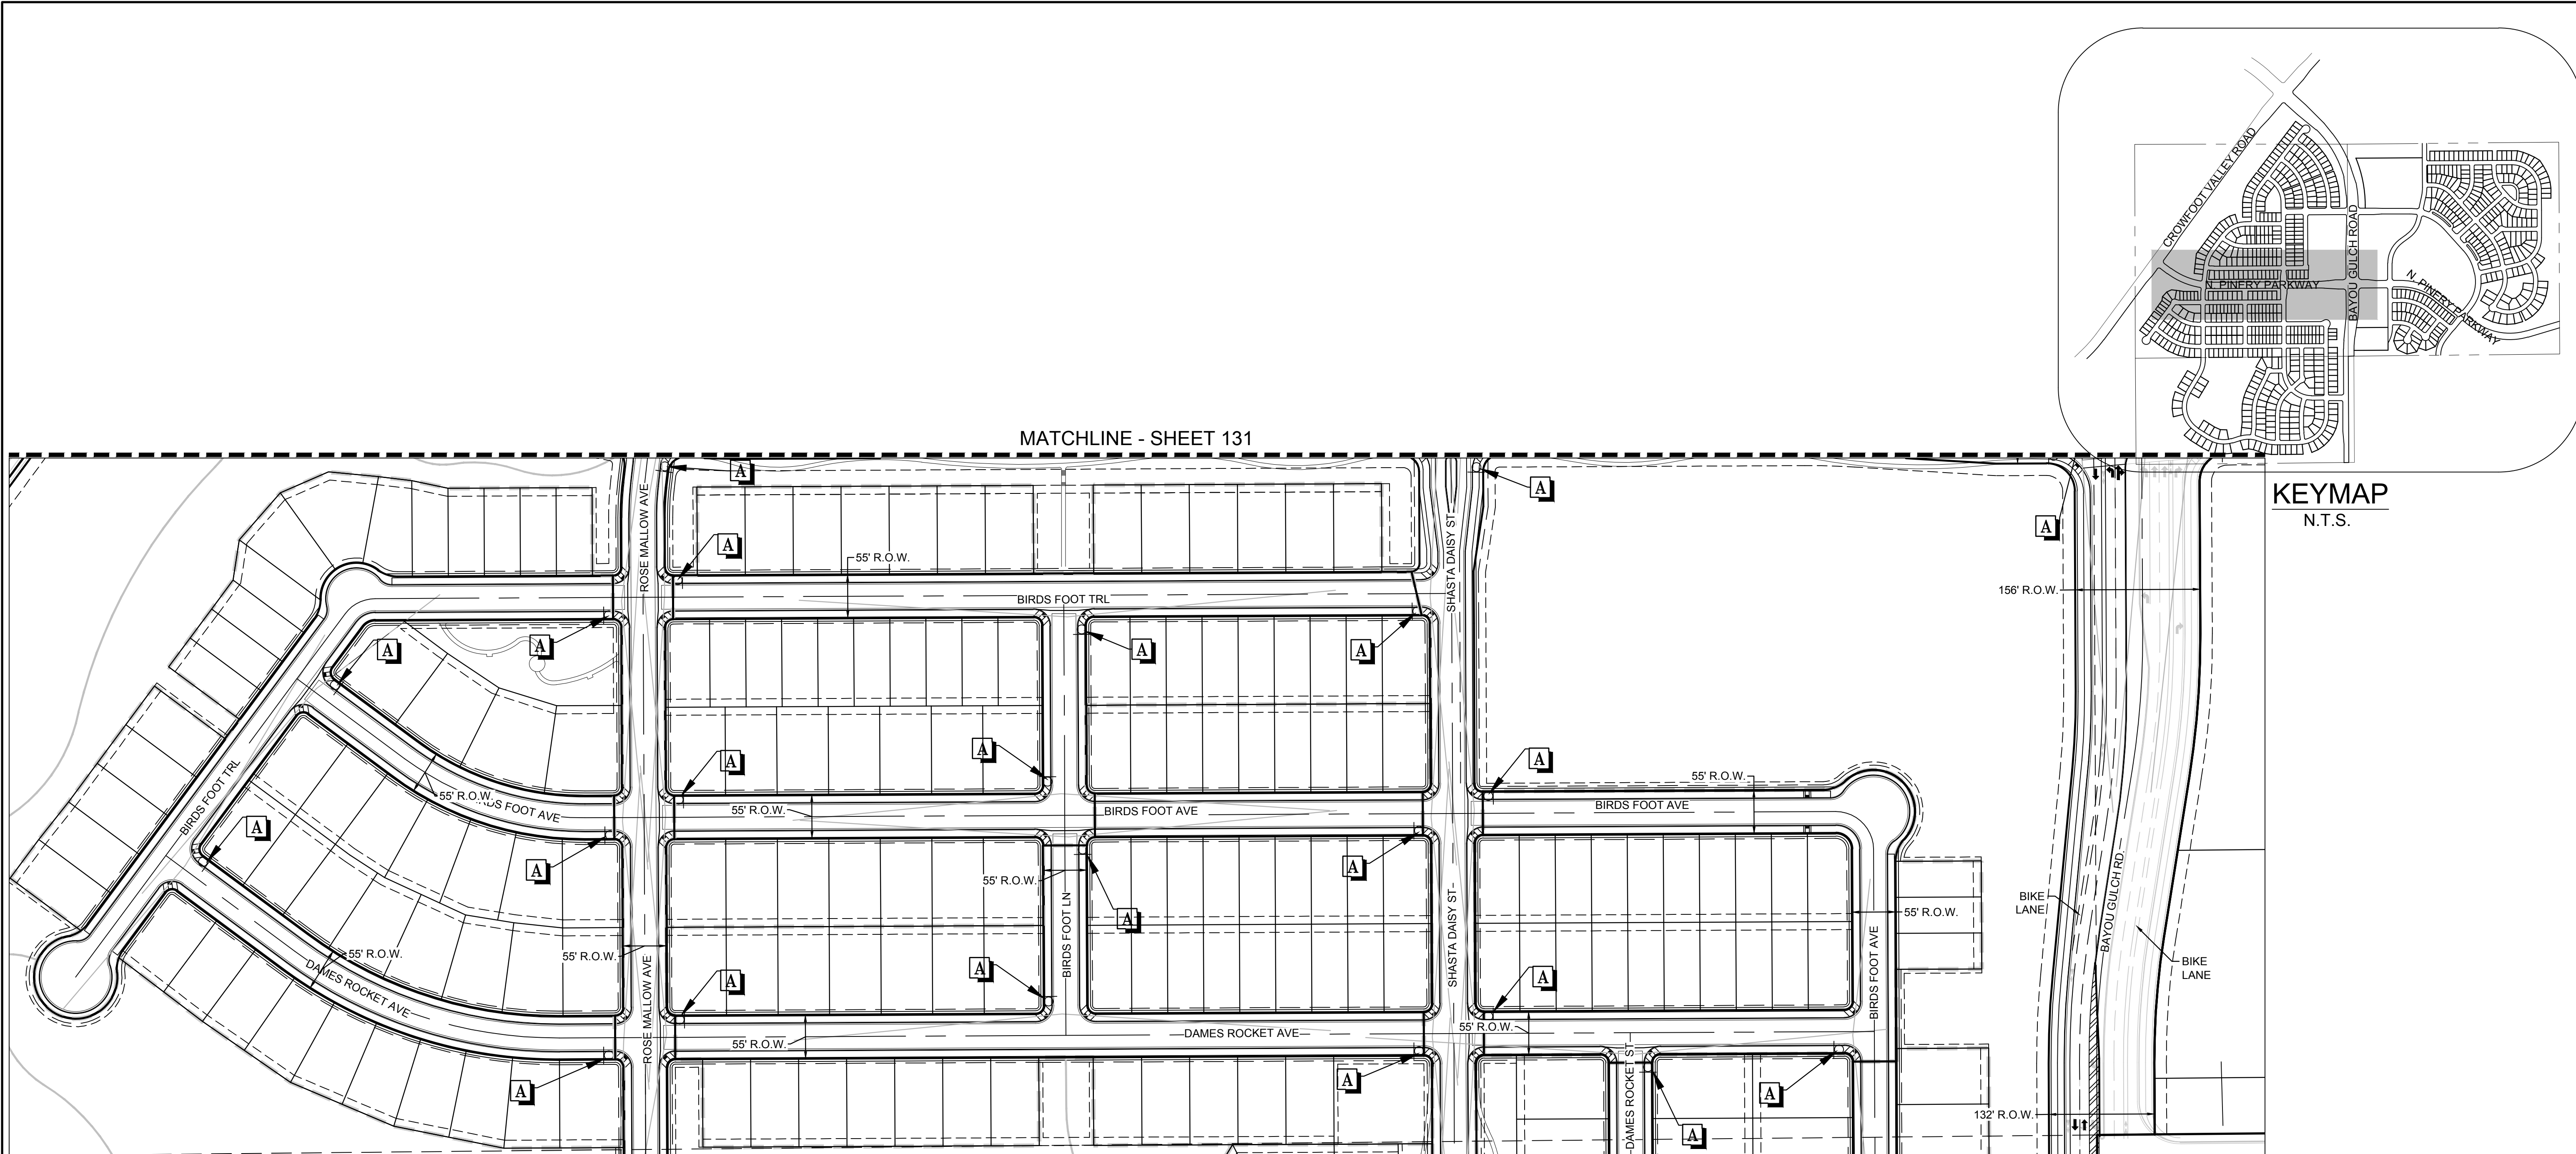 CROWFOOT VALLEY ROAD
BAYOU GULCH ROAD
N. PINERY PARKWAY
N. PINERY PARKWAY
KEYMAP
N.T.S.
MATCHLINE - SHEET 131
A
A
A
A
ROSE MALLOW AVE
SHASTA DAISY ST
A
55' R.O.W.
156' R.O.W.
BIRDS FOOT TRL
A
A
A
A
A
A
A
A
55' R.O.W.
BIRDS FOOT TRL
55' R.O.W.
BIRDS FOOT AVE
55' R.O.W.
BIRDS FOOT AVE
BIRDS FOOT AVE
A
A
A
55' R.O.W.
A
BIKE
LANE
BAYOU GULCH RD.
55' R.O.W.
BIRDS FOOT LN
SHASTA DAISY ST
BIRDS FOOT AVE
55' R.O.W.
DAMES ROCKET AVE
55' R.O.W.
ROSE MALLOW AVE
BIKE
LANE
A
A
A
55' R.O.W.
DAMES ROCKET AVE
55' R.O.W.
A
A
A
DAMES ROCKET ST
132' R.O.W.
A